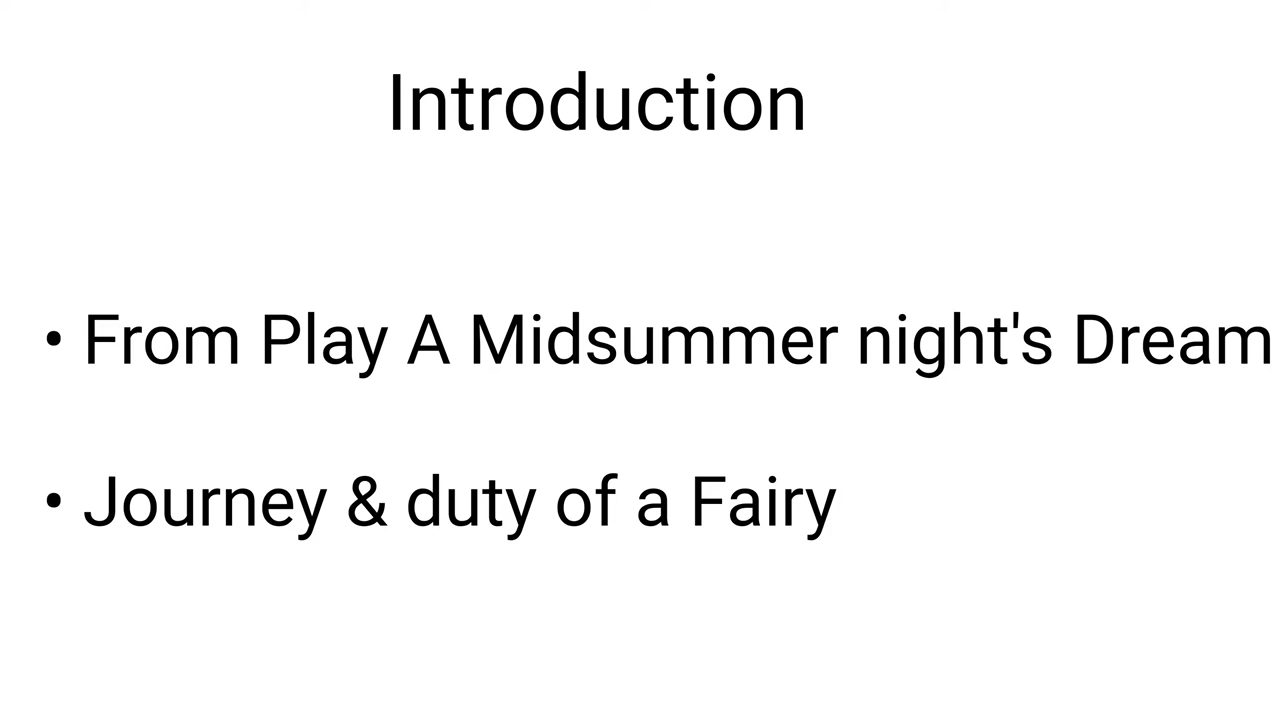 Introduction
• From Play A Midsummer night's Dream
• Journey & duty of a Fairy